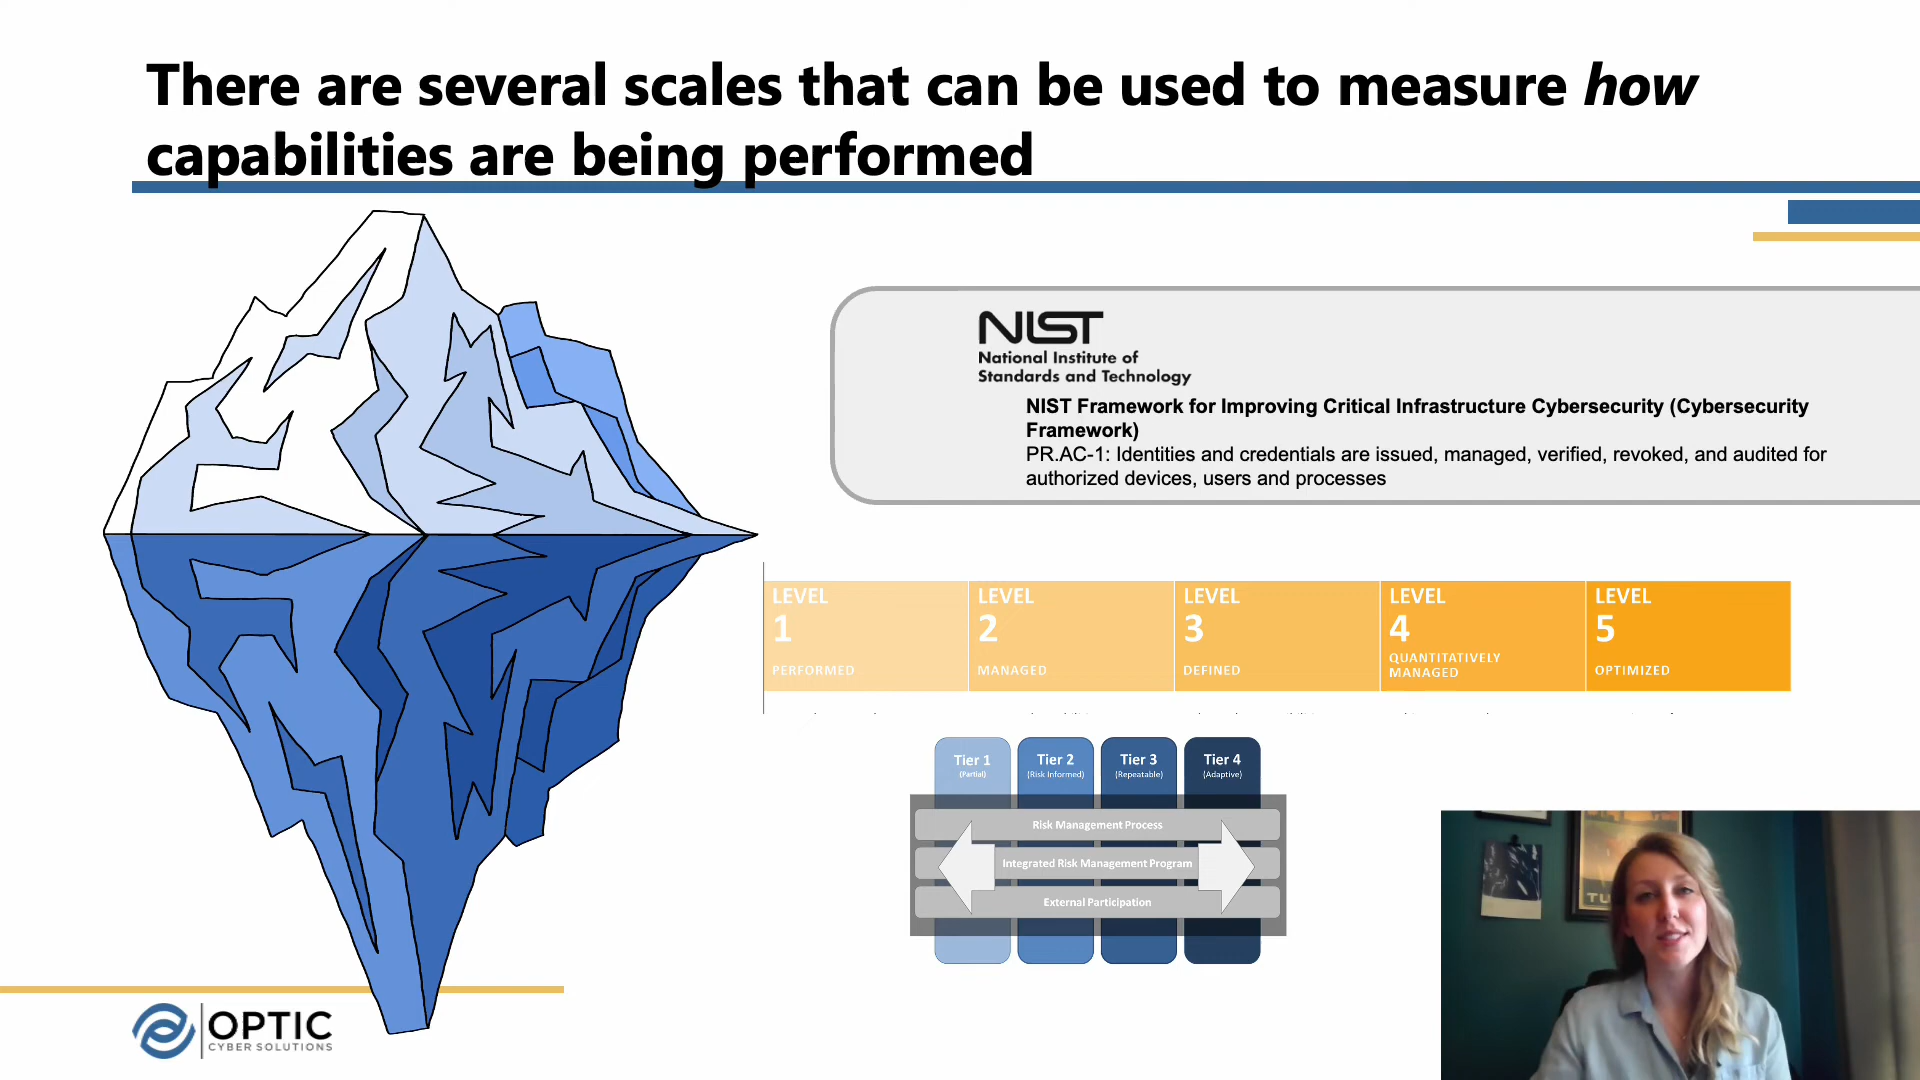 There are several scales that can be used to measure how
capabilities are being performed
NIST
National Institute of
Standards and Technology
NIST Framework for Improving Critical Infrastructure Cybersecurity (Cybersecurity
Framework)
PR.AC-1: Identities and credentials are issued, managed, verified, revoked, and audited for
authorized devices, users and processes
LEVEL
1
PERFORMED
LEVEL
2
MANAGED
LEVEL
3
DEFINED
LEVEL
4
QUANTITATIVELY
MANAGED
LEVEL
5
OPTIMIZED
Tier 1
(Partial)
Tier 2
(Risk Informed)
Tier 3
(Repeatable)
Tier 4
(Adaptive)
Risk Management Process
Integrated Risk Management Program
External Participation
OPTIC
CYBER SOLUTIONS